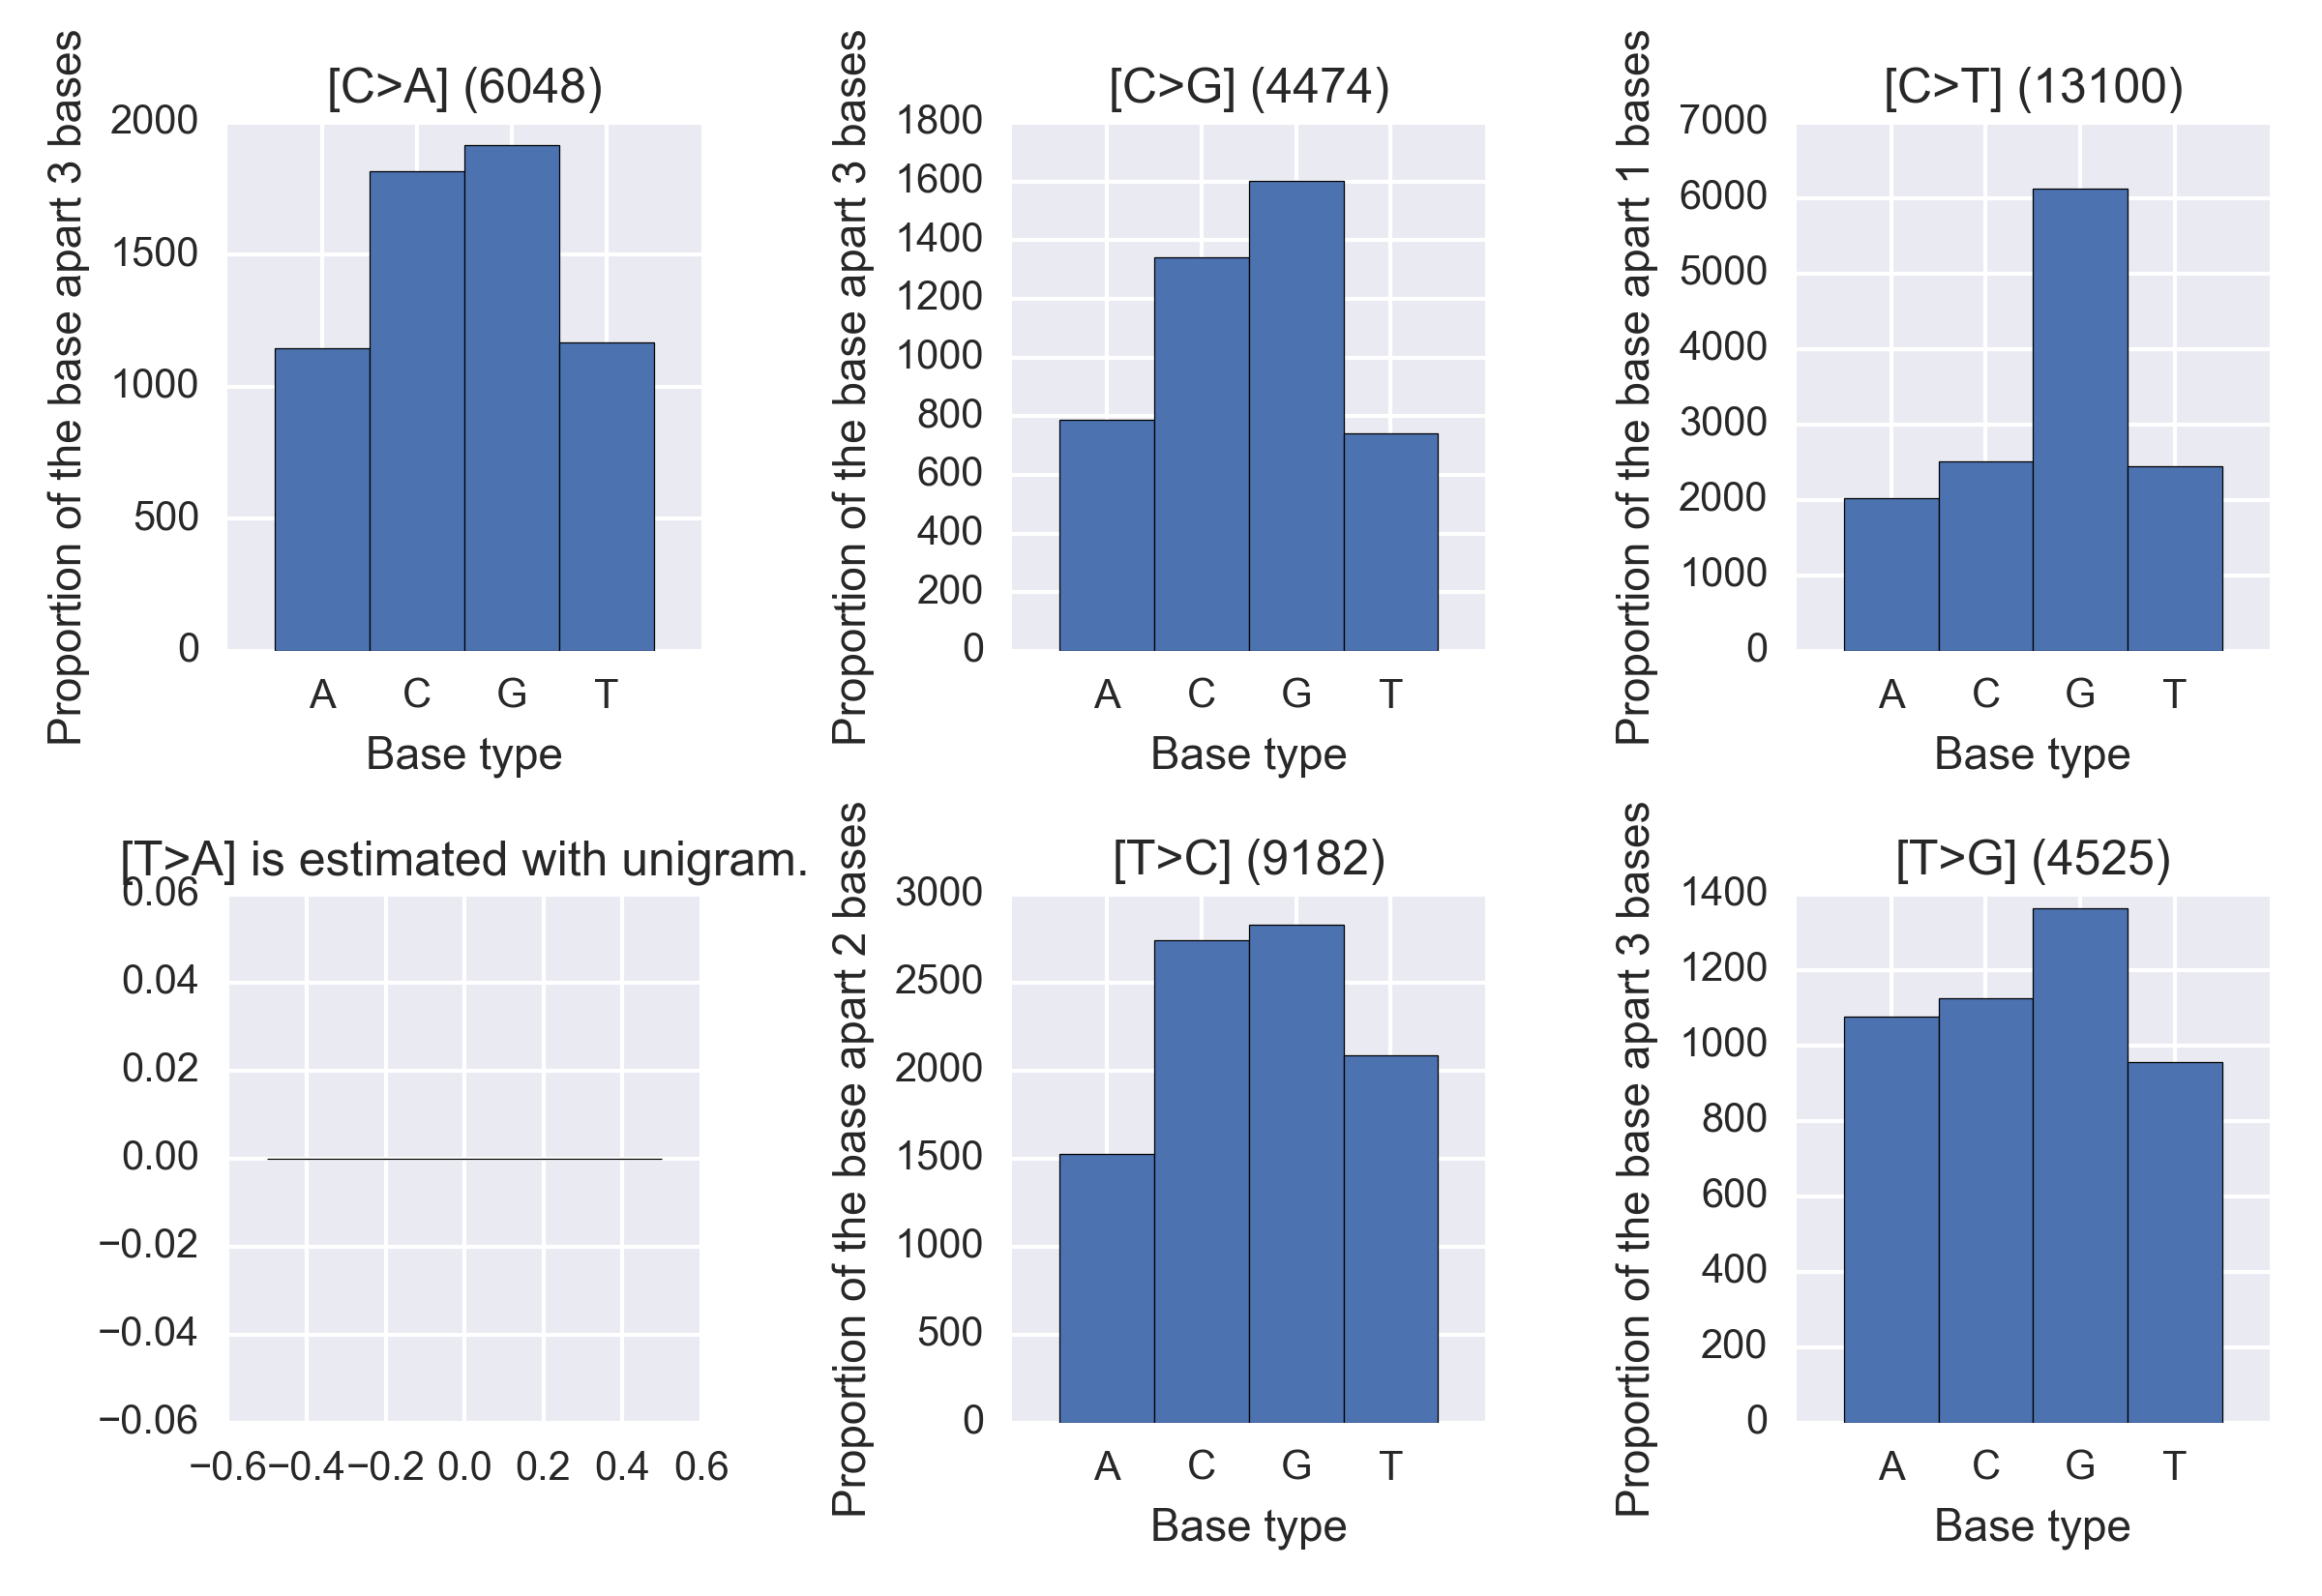 [C>A] (6048)
Proportion of the base apart 3 bases
2000
1500
1000
500
0
A C G T
Base type
[C>G] (4474)
Proportion of the base apart 3 bases
1800
1600
1400
1200
1000
800
600
400
200
0
A C G T
Base type
[C>T] (13100)
Proportion of the base apart 1 bases
7000
6000
5000
4000
3000
2000
1000
0
A C G T
Base type
[T>A] is estimated with unigram.
0.06
0.04
0.02
0.00
−0.02
−0.04
−0.06
−0.6 −0.4 −0.2 0.0 0.2 0.4 0.6
[T>C] (9182)
Proportion of the base apart 2 bases
3000
2500
2000
1500
1000
500
0
A C G T
Base type
[T>G] (4525)
Proportion of the base apart 3 bases
1400
1200
1000
800
600
400
200
0
A C G T
Base type